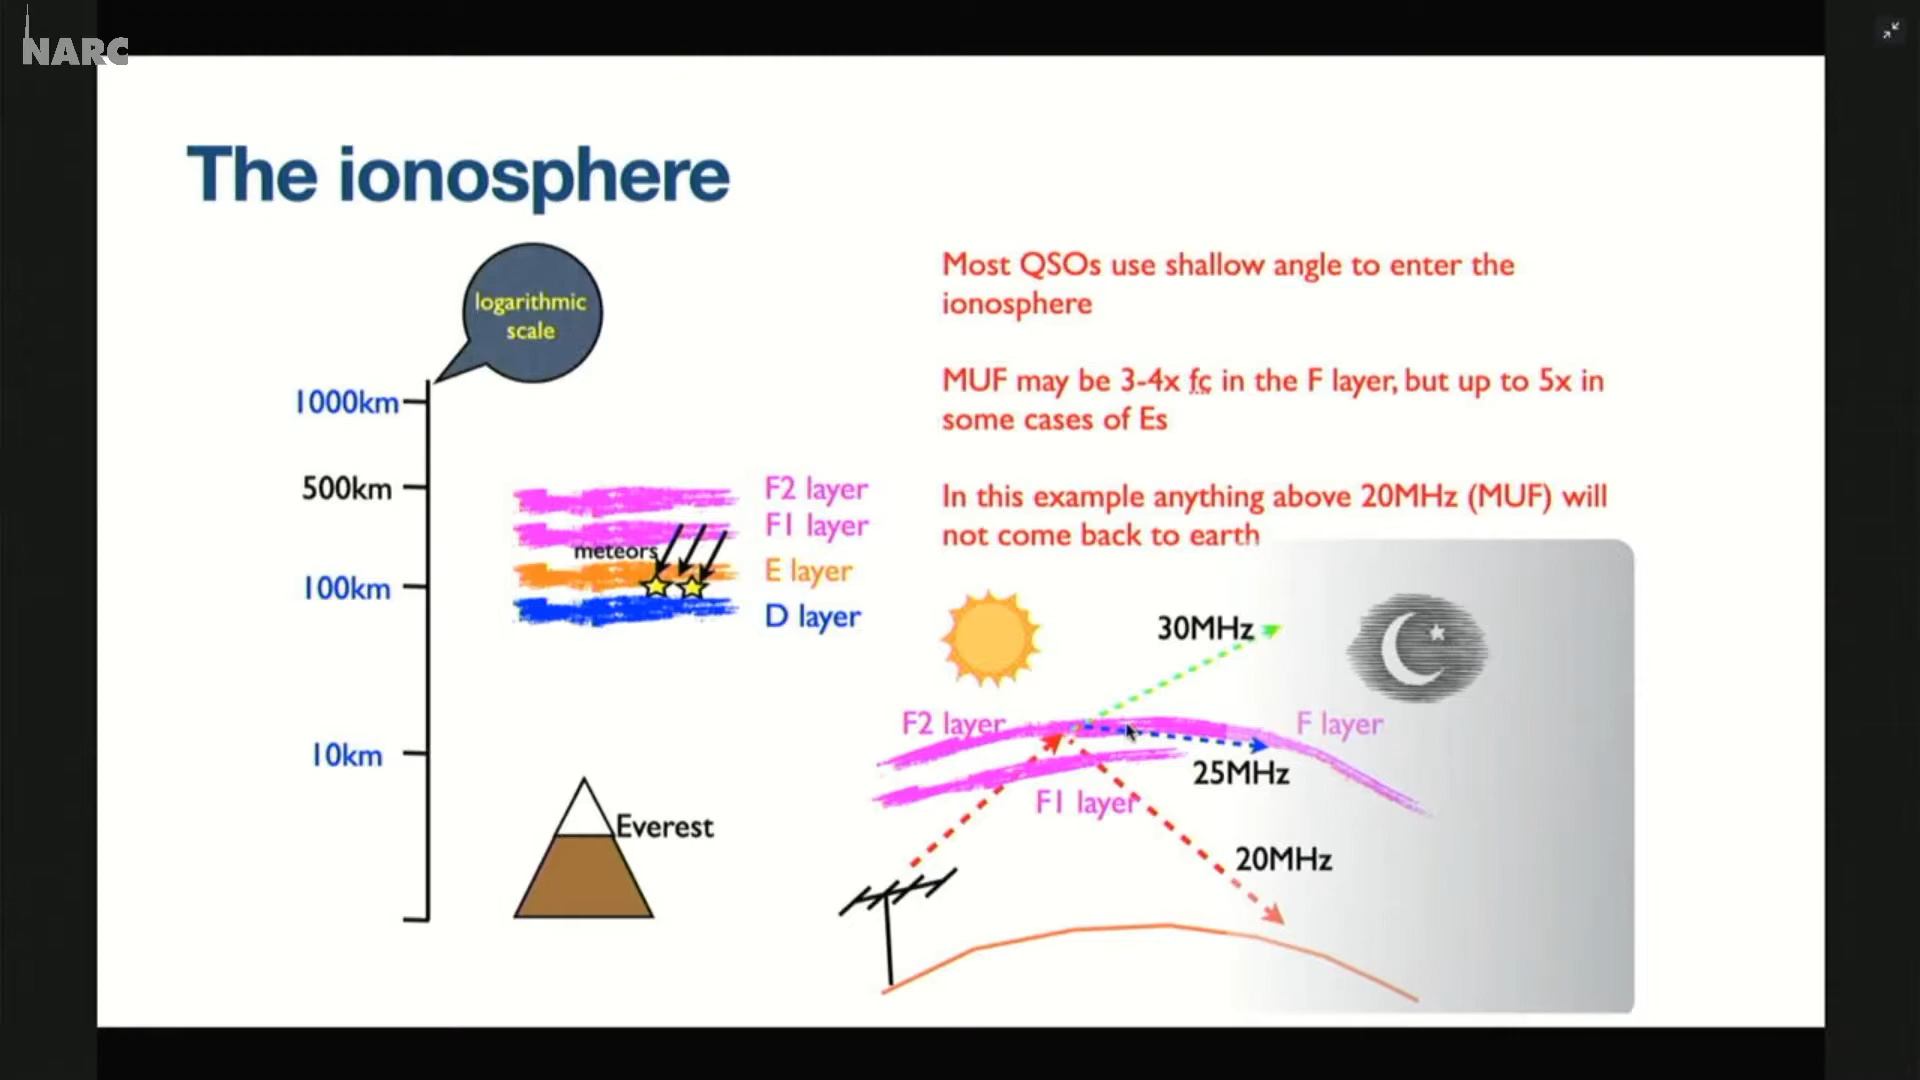 NARC
The ionosphere
logarithmic
scale
1000km
500km
100km
10km
F2 layer
F1 layer
meteors
E layer
D layer
Everest
Most QSOs use shallow angle to enter the
ionosphere
MUF may be 3-4x fc in the F layer, but up to 5x in
some cases of Es
In this example anything above 20MHz (MUF) will
not come back to earth
30MHz
F2 layer
F layer
25MHz
F1 layer
20MHz